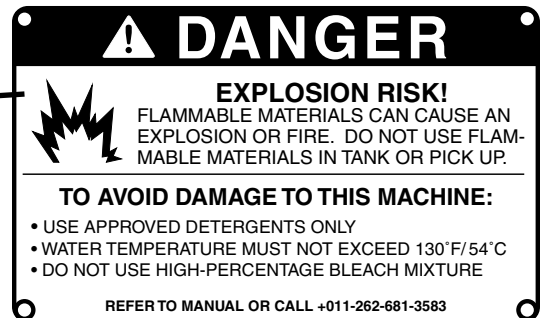 DANGER
EXPLOSION RISK!
FLAMMABLE MATERIALS CAN CAUSE AN
EXPLOSION OR FIRE. DO NOT USE FLAM-
MABLE MATERIALS IN TANK OR PICK UP.
TO AVOID DAMAGE TO THIS MACHINE:
• USE APPROVED DETERGENTS ONLY
• WATER TEMPERATURE MUST NOT EXCEED 130˚F/54˚C
• DO NOT USE HIGH-PERCENTAGE BLEACH MIXTURE
REFER TO MANUAL OR CALL +011-262-681-3583